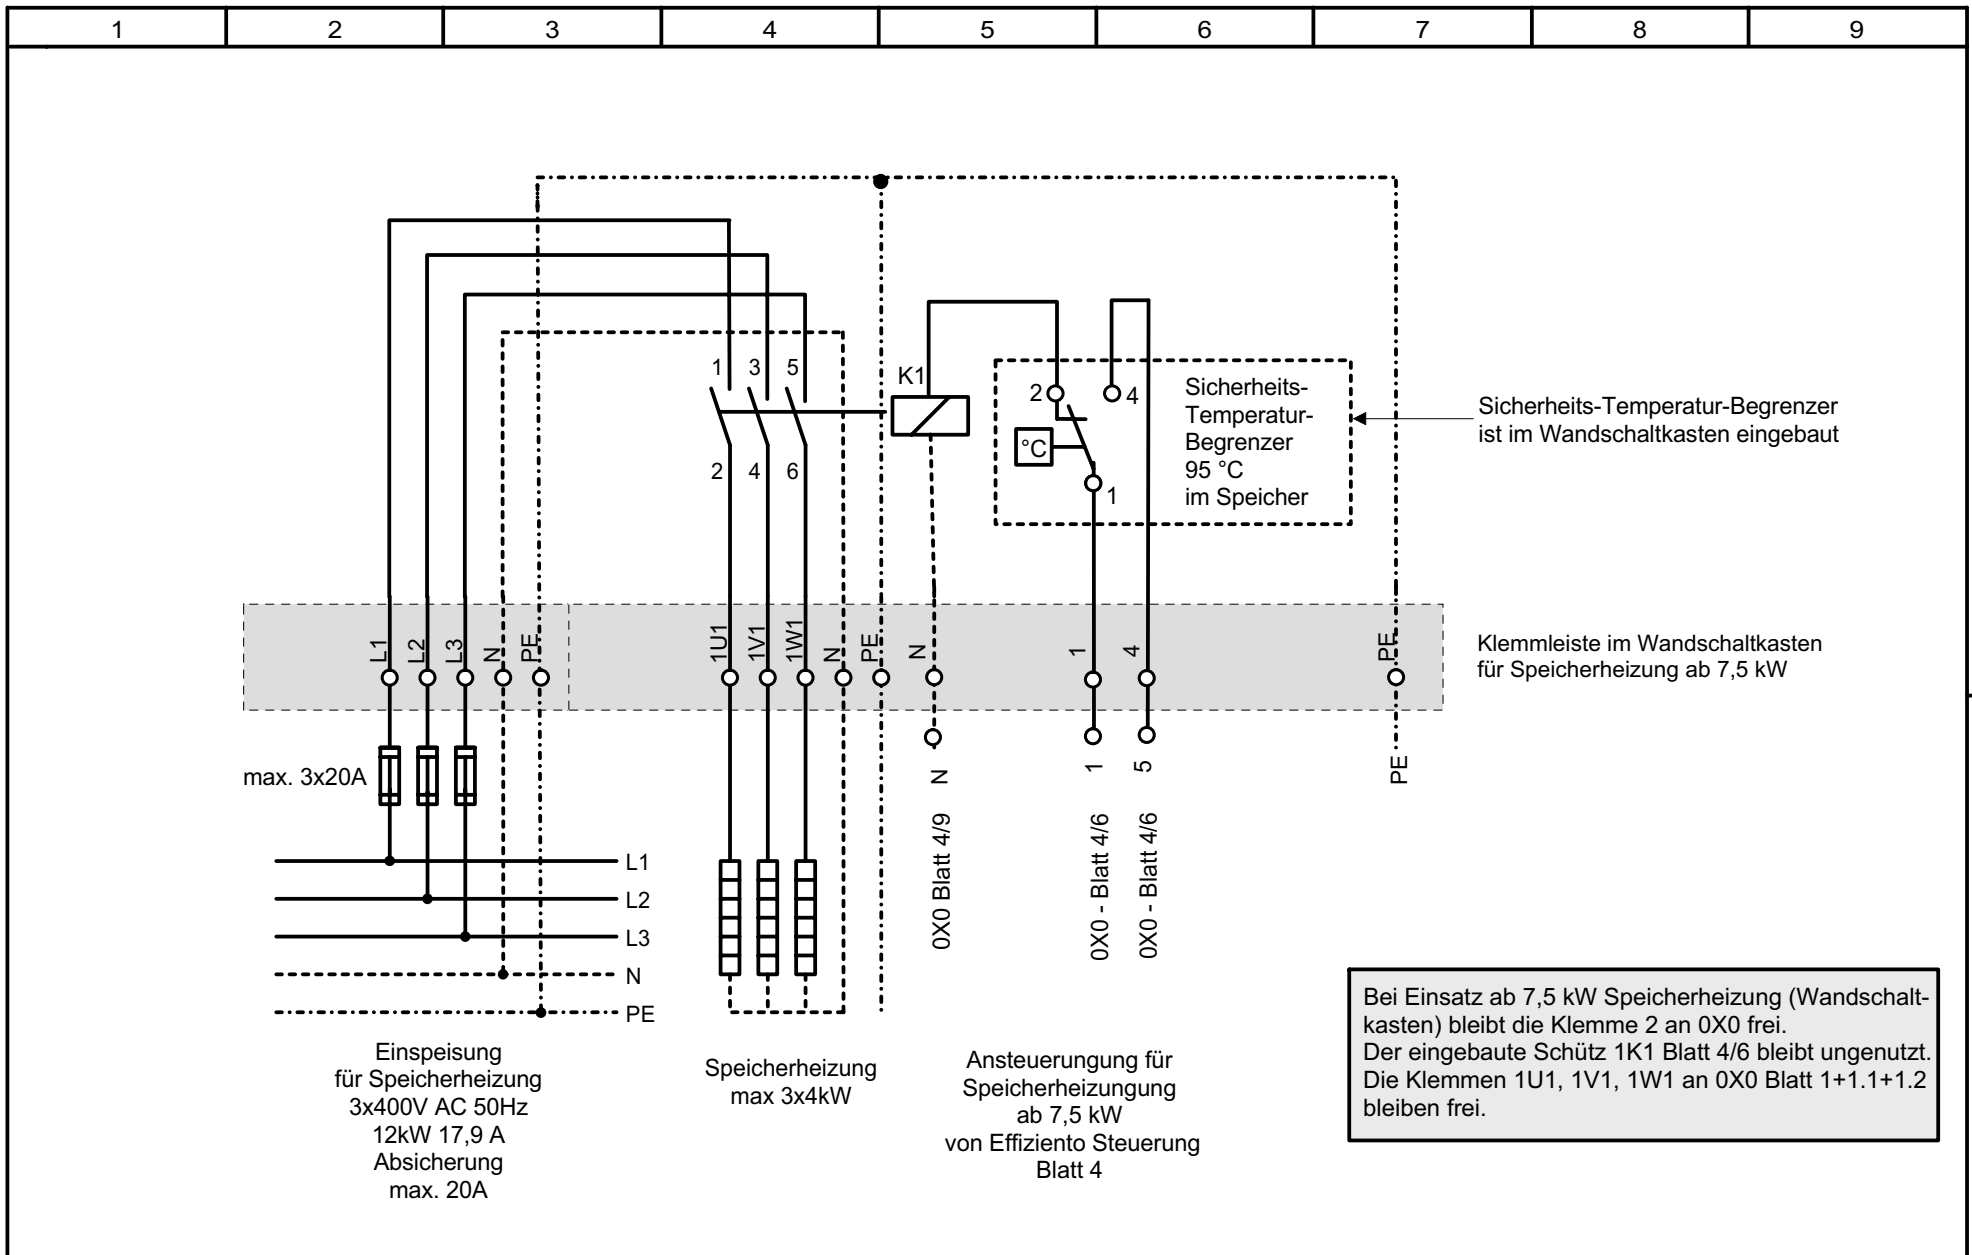 1 2 3 4 5 6 7 8 9
1 3 5
K1
2 4
Sicherheits-
Temperatur-
Begrenzer
95 °C
im Speicher
°C
1
2 4 6
Sicherheits-Temperatur-Begrenzer
ist im Wandschaltkasten eingebaut
L1 L2 L3 N PE 1U1 1V1 1W1 N PE N 1 4 PE
Klemmleiste im Wandschaltkasten
für Speicherheizung ab 7,5 kW
max. 3x20A
N 1 5 PE
0X0 Blatt 4/9
0X0 - Blatt 4/6
0X0 - Blatt 4/6
L1
L2
L3
N
PE
Einspeisung
für Speicherheizung
3x400V AC 50Hz
12kW 17,9 A
Absicherung
max. 20A
Speicherheizung
max 3x4kW
Ansteuerungung für
Speicherheizungung
ab 7,5 kW
von Effiziento Steuerung
Blatt 4
Bei Einsatz ab 7,5 kW Speicherheizung (Wandschalt-
kasten) bleibt die Klemme 2 an 0X0 frei.
Der eingebaute Schütz 1K1 Blatt 4/6 bleibt ungenutzt.
Die Klemmen 1U1, 1V1, 1W1 an 0X0 Blatt 1+1.1+1.2
bleiben frei.